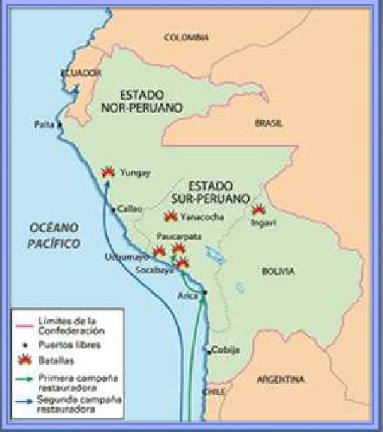 COLOMBIA
ECUADOR
ESTADO
NOR-PERUANO
Paita
BRASIL
Yungay
ESTADO
SUR-PERUANO
Callao
Yanacocha
Ingavi
OCÉANO
PACÍFICO
Paucarpata
Uchumayo
Socabaya
BOLIVIA
Arica
Cobija
ARGENTINA
CHILE
Límites de la
Confederación
Puertos libres
Batallas
Primera campaña
restauradora
Segunda campaña
restauradora